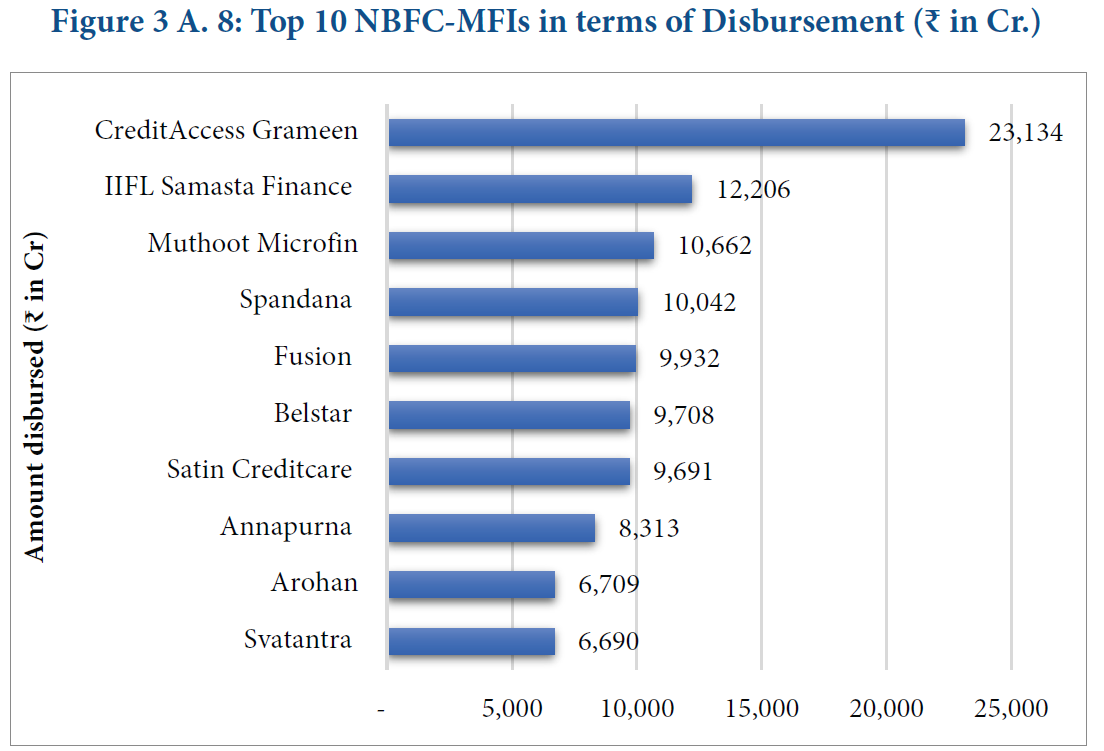 Figure 3 A. 8: Top 10 NBFC-MFIs in terms of Disbursement (₹ in Cr.)
Amount disbursed (₹ in Cr)
CreditAccess Grameen 23,134
IIFL Samasta Finance 12,206
Muthoot Microfin 10,662
Spandana 10,042
Fusion 9,932
Belstar 9,708
Satin Creditcare 9,691
Annapurna 8,313
Arohan 6,709
Svatantra 6,690
- 5,000 10,000 15,000 20,000 25,000